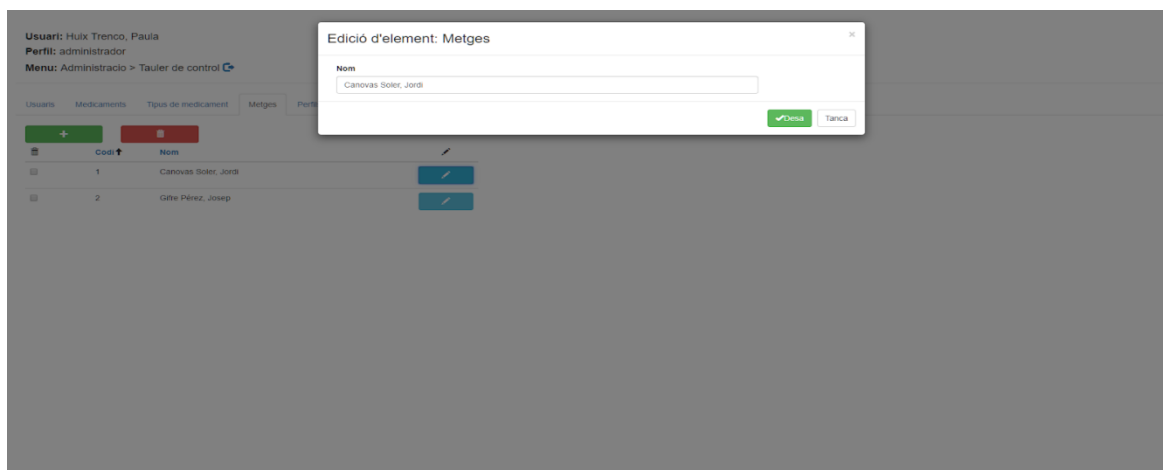 Usuari: Huix Trenco, Paula
Perfil: administrador
Menu: Administracio > Tauler de control
Usuaris Medicaments Tipus de medicament Metges
Edició d'element: Metges ×
Nom
Canovas Soler, Jordi
Desa Tanca
+
Codi Nom
1 Canovas Soler, Jordi
2 Gifre Pérez, Josep